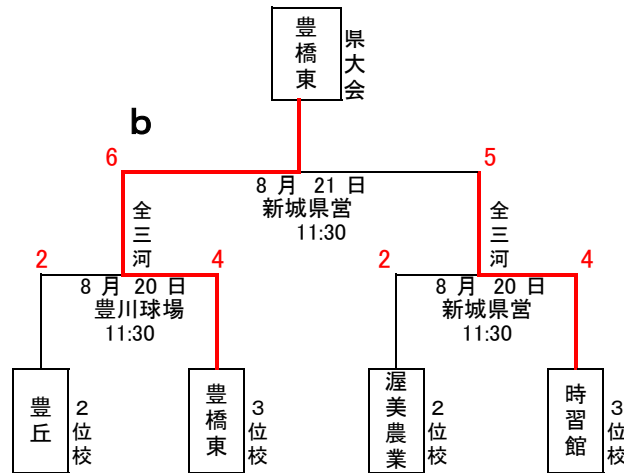 豊橋東
県大会
b
6
5
8 月 21 日
新城県営
11:30
全三河
全三河
2
4
2
4
8 月 20 日
豊川球場
11:30
8 月 20 日
新城県営
11:30
豊丘
2位校
豊橋東
3位校
渥美農業
2位校
時習館
3位校